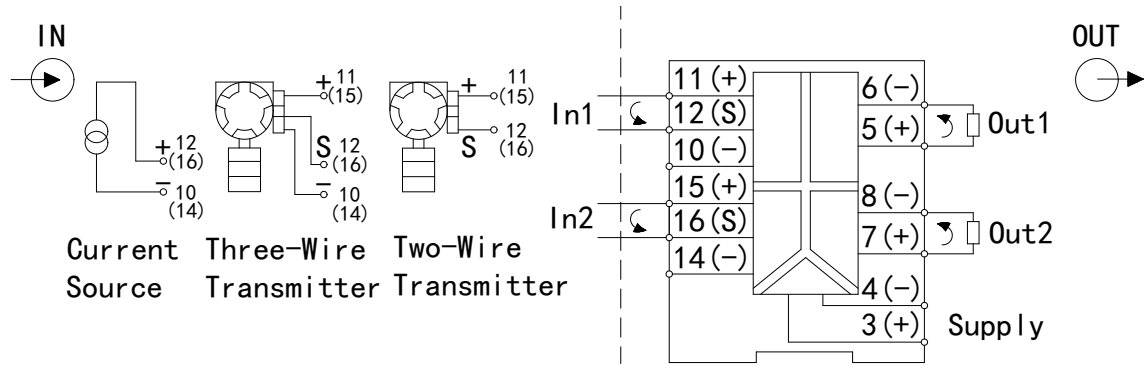 IN
+ 12
(16)
− 10
(14)
Current
Source
+ 11
(15)
S 12
(16)
− 10
(14)
Three-Wire
Transmitter
+ 11
(15)
S 12
(16)
Two-Wire
Transmitter
In1
In2
11(+)
12(S)
10(−)
15(+)
16(S)
14(−)
6(−)
5(+)
8(−)
7(+)
4(−)
3(+)
Out1
Out2
Supply
OUT